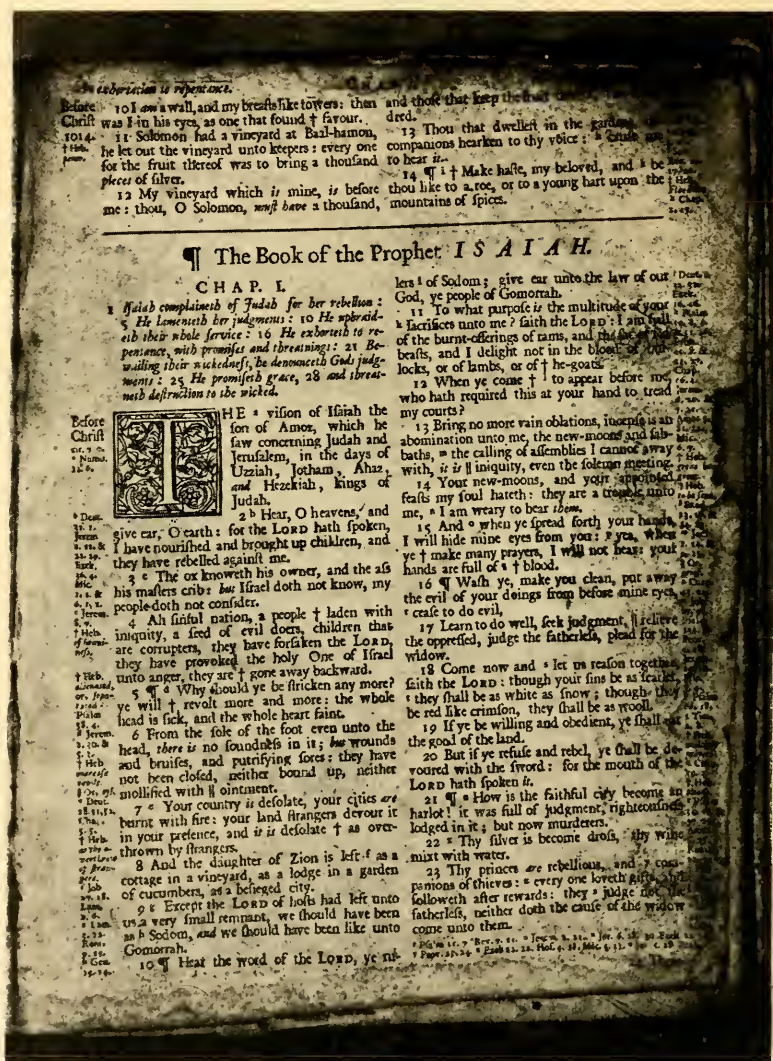 An exhortation to repentance.
10 I am a wall, and my breaſts like towers: then
was I in his eyes, as one that found † favour.
11 Solomon had a vineyard at Baal-hamon,
he let out the vineyard unto keepers: every one
for the fruit thereof was to bring a thouſand
pieces of ſilver.
12 My vineyard which is mine, is before
me: thou, O Solomon, muſt have a thouſand,
and thoſe that keep the fruit
dred.
13 Thou that dwelleſt in the gardens,
companions hearken to thy voice: cauſe me
to hear it.
14 ¶ † Make haſte, my beloved, and be
thou like to a roe, or to a young hart upon the
mountains of ſpices.
Before
Chriſt
1014.
† Heb.
¶ The Book of the Prophet ISAIAH.
CHAP. I.
1 Iſaiah complaineth of Judah for her rebellion:
5 He lamenteth her judgments: 10 He upbraid-
eth their whole ſervice: 16 He exhorteth to re-
pentance, with promiſes and threatnings: 21 Be-
wailing their wickedneſs, he denounceth Gods judg-
ments: 25 He promiſeth grace, 28 and threat-
neth deſtruction to the wicked.
Before
Chriſt
THE ª viſion of Iſaiah the
ſon of Amoz, which he
ſaw concerning Judah and
Jeruſalem, in the days of
Uzziah, Jotham, Ahaz,
and Hezekiah, kings of
Judah.
2 ᵇ Hear, O heavens, and
give ear, O earth: for the LORD hath ſpoken,
I have nouriſhed and brought up children, and
they have rebelled againſt me.
3 ᶜ The ox knoweth his owner, and the aſs
his maſters crib: but Iſrael doth not know, my
people doth not conſider.
4 Ah ſinful nation, a people † laden with
iniquity, a ſeed of evil doers, children that
are corrupters, they have forſaken the LORD,
they have provoked the holy One of Iſrael
unto anger, they are † gone away backward.
5 ¶ ᵈ Why ſhould ye be ſtricken any more?
ye will † revolt more and more: the whole
head is ſick, and the whole heart faint.
6 From the ſole of the foot even unto the
head, there is no ſoundneſs in it; but wounds
and bruiſes, and putrifying ſores: they have
not been cloſed, neither bound up, neither
mollified with ‖ ointment.
7 ᵉ Your country is deſolate, your cities are
burnt with fire: your land ſtrangers devour it
in your preſence, and it is deſolate † as over-
thrown by ſtrangers.
8 And the daughter of Zion is left ᶠ as a
cottage in a vineyard, as a lodge in a garden
of cucumbers, as a beſieged city.
9 ᵍ Except the LORD of hoſts had left unto
us a very ſmall remnant, we ſhould have been
as ʰ Sodom, and we ſhould have been like unto
Gomorrah.
10 ¶ Hear the word of the LORD, ye ru-
lers ⁱ of Sodom; give ear unto the law of our
God, ye people of Gomorrah.
11 To what purpoſe is the multitude of your
ᵏ ſacrifices unto me? ſaith the LORD: I am full
of the burnt-offerings of rams, and the fat of fed
beaſts, and I delight not in the blood of bul-
locks, or of lambs, or of † he-goats.
12 When ye come † ˡ to appear before me,
who hath required this at your hand to tread
my courts?
13 Bring no more vain oblations, incenſe is an
abomination unto me, the new-moons and ſab-
baths, ᵐ the calling of aſſemblies I cannot away
with, it is ‖ iniquity, even the ſolemn meeting.
14 Your new-moons, and your appointed
feaſts my ſoul hateth: they are a trouble unto
me, ⁿ I am weary to bear them.
15 And ᵒ when ye ſpread forth your hands,
I will hide mine eyes from you: ᵖ yea, when
ye † make many prayers, I will not hear: your
hands are full of † blood.
16 ¶ Waſh ye, make you clean, put away
the evil of your doings from before mine eyes,
ceaſe to do evil,
17 Learn to do well, ſeek judgment, ‖ relieve
the oppreſſed, judge the fatherleſs, plead for the
widow.
18 Come now and ˢ let us reaſon together,
ſaith the LORD: though your ſins be as ſcarlet,
ᵗ they ſhall be as white as ſnow; though they
be red like crimſon, they ſhall be as wooll.
19 If ye be willing and obedient, ye ſhall eat
the good of the land.
20 But if ye refuſe and rebel, ye ſhall be de-
voured with the ſword: for the mouth of the
LORD hath ſpoken it.
21 ¶ How is the faithful city become an
harlot! it was full of judgment, righteouſneſs
lodged in it; but now murderers.
22 ˣ Thy ſilver is become droſs, thy wine
mixt with water.
23 Thy princes are rebellious, and ʸ com-
panions of thieves: ᶻ every one loveth gifts, and
followeth after rewards: they ª judge not the
fatherleſs, neither doth the cauſe of the widow
come unto them.